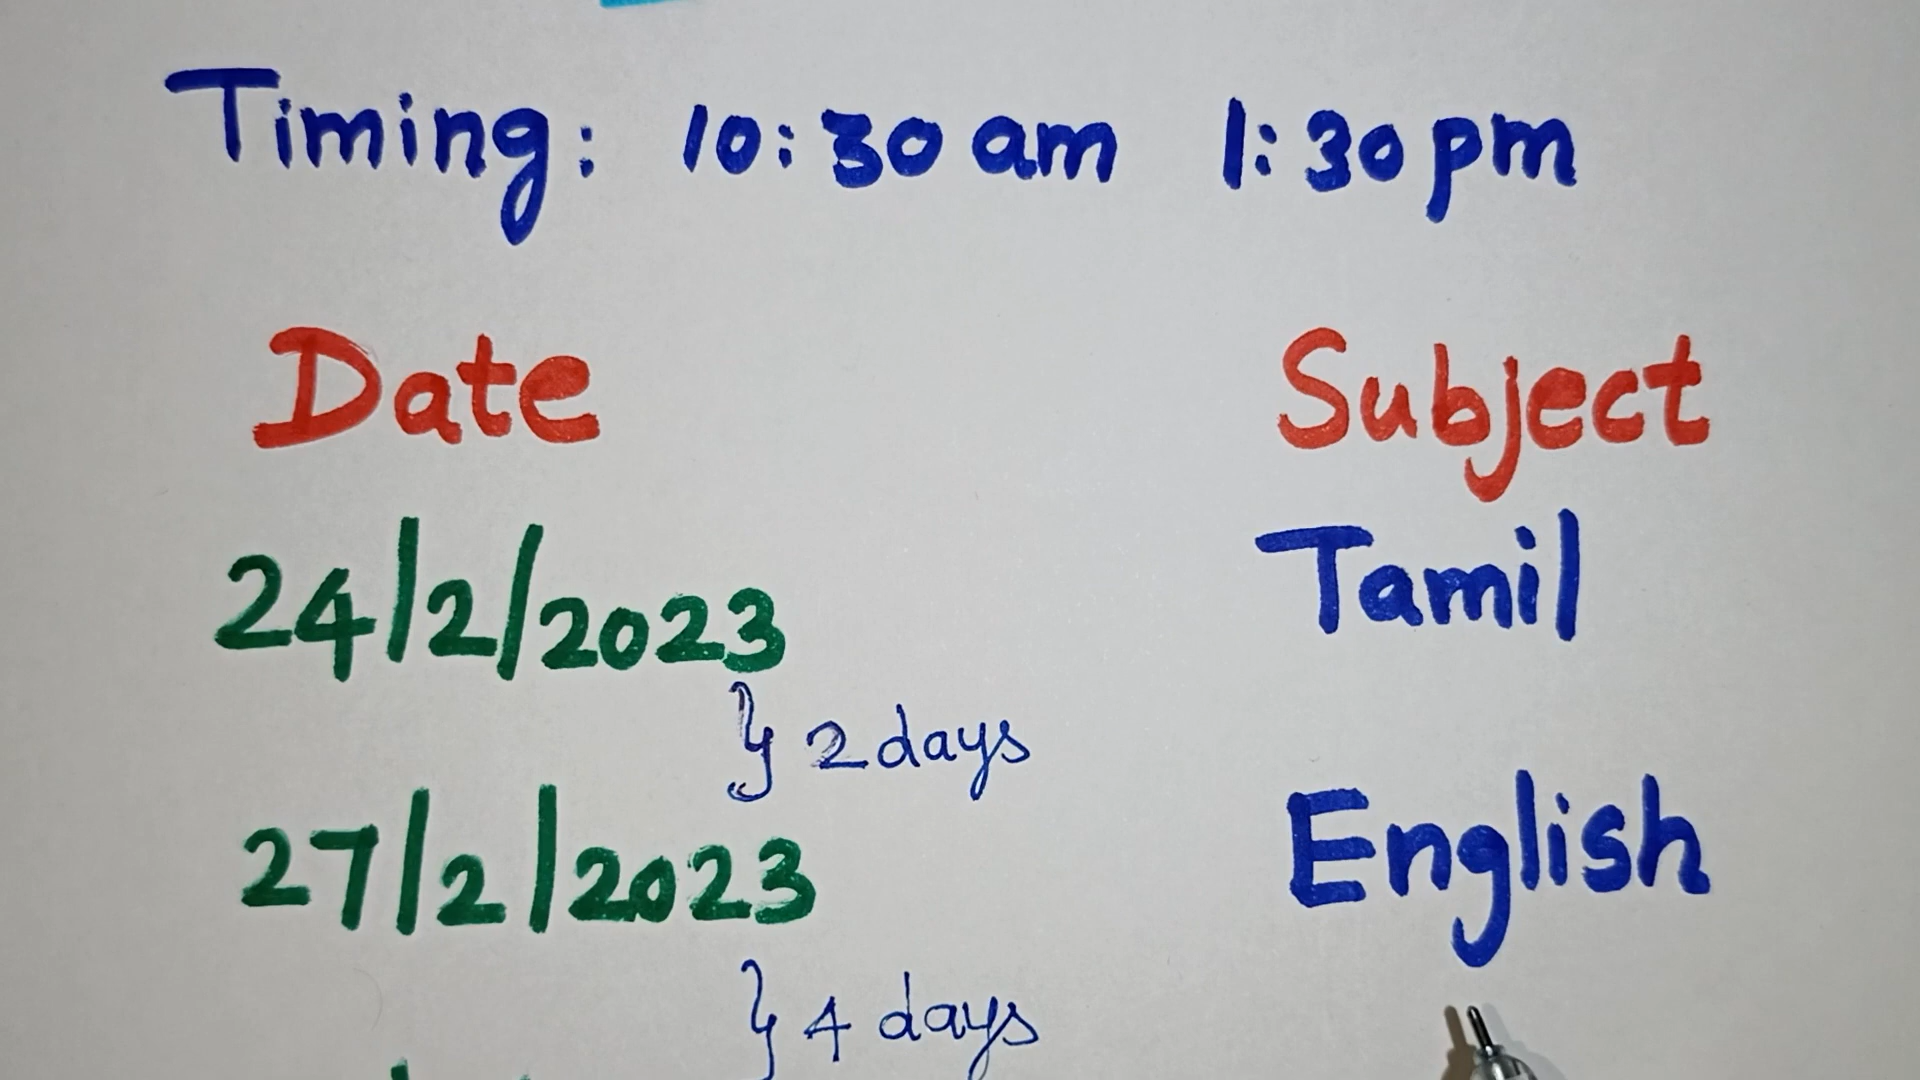 Timing: 10:30 am 1:30 pm
Date Subject
24/2/2023 Tamil
} 2 days
27/2/2023 English
} 4 days